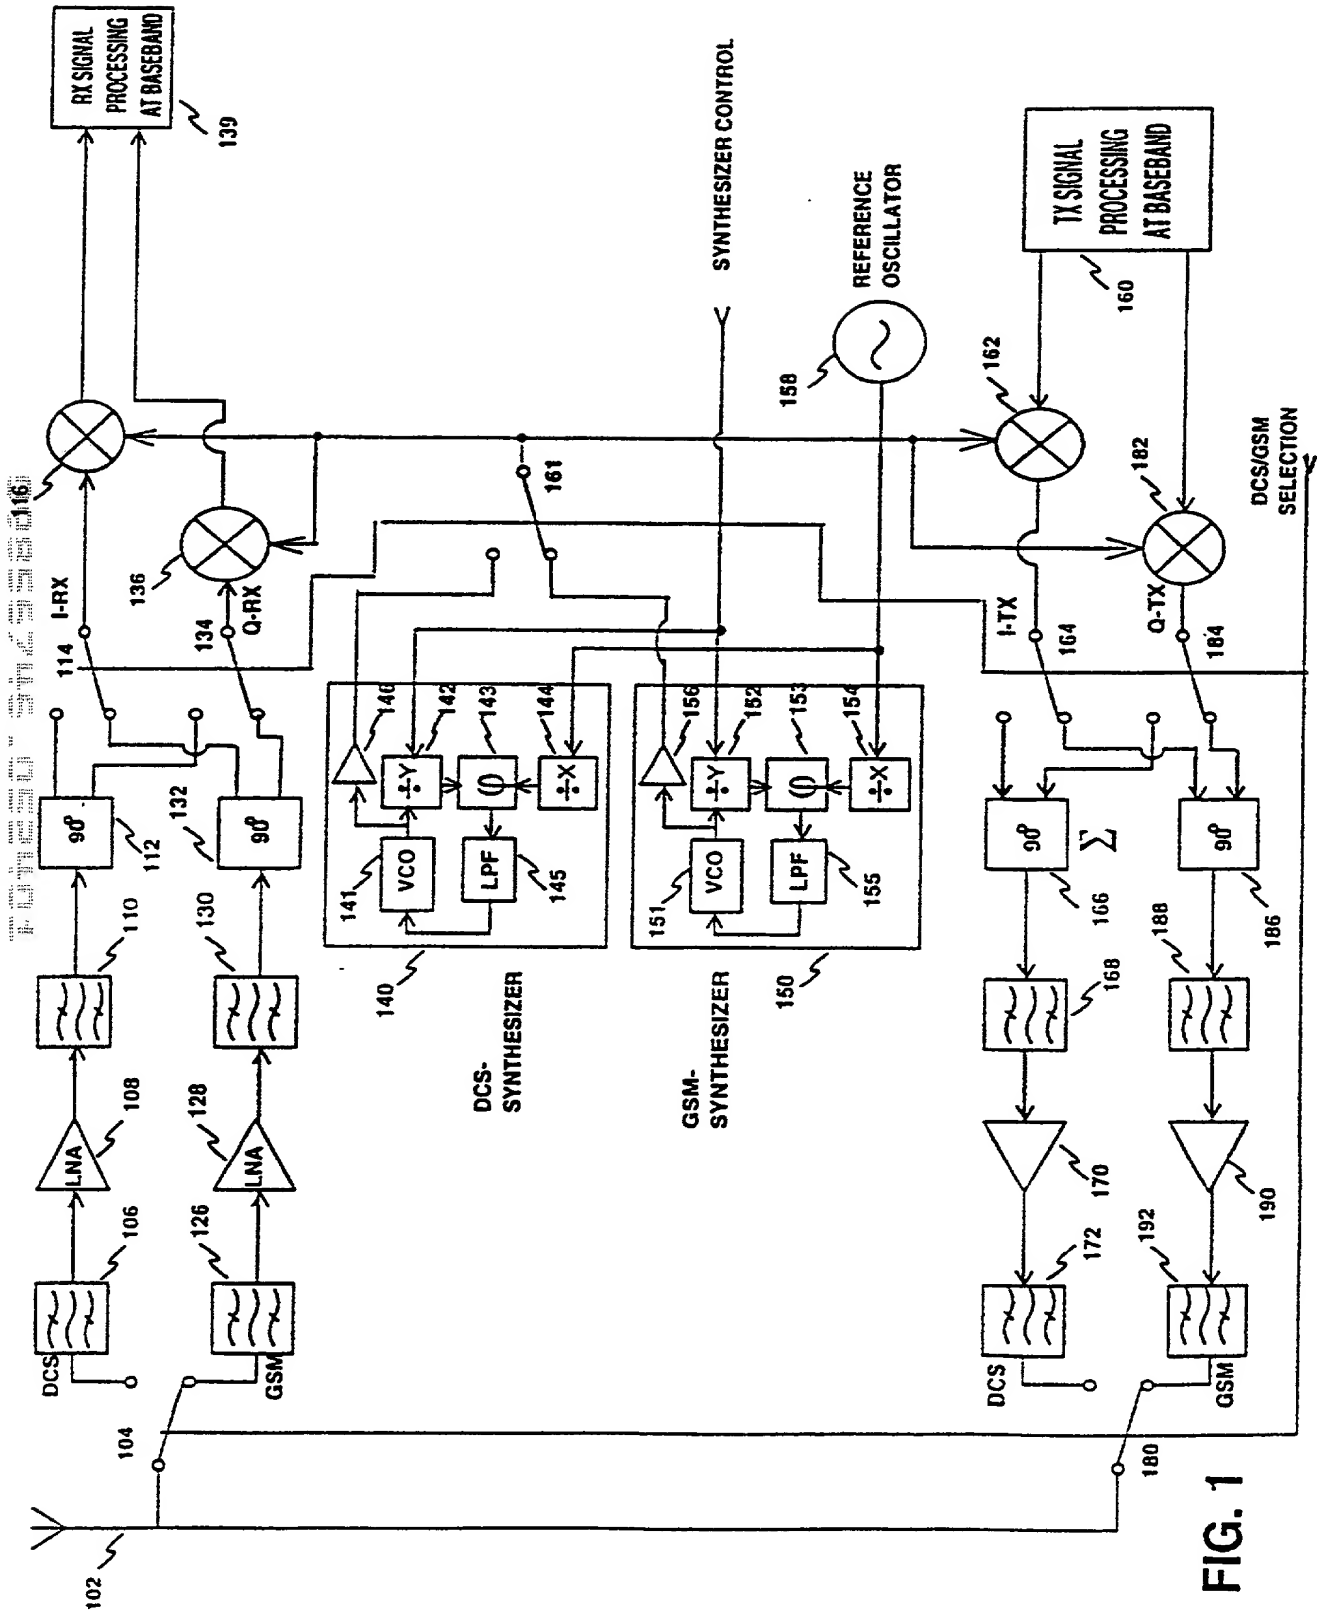 RX SIGNAL
PROCESSING
AT BASEBAND
139
116
I-RX
114
136
134
Q-RX
90°
112
132
90°
110
130
LNA
108
128
LNA
106
126
DCS
GSM
104
102
SYNTHESIZER CONTROL
REFERENCE
OSCILLATOR
158
161
146
142
143
144
÷Y
φ
÷X
VCO
141
LPF
145
140
DCS-
SYNTHESIZER
156
152
153
154
÷Y
φ
÷X
VCO
151
LPF
155
150
GSM-
SYNTHESIZER
TX SIGNAL
PROCESSING
AT BASEBAND
160
162
182
DCS/GSM
SELECTION
I-TX
164
Q-TX
184
90°
Σ
166
90°
186
168
188
170
190
172
192
DCS
GSM
180
FIG. 1